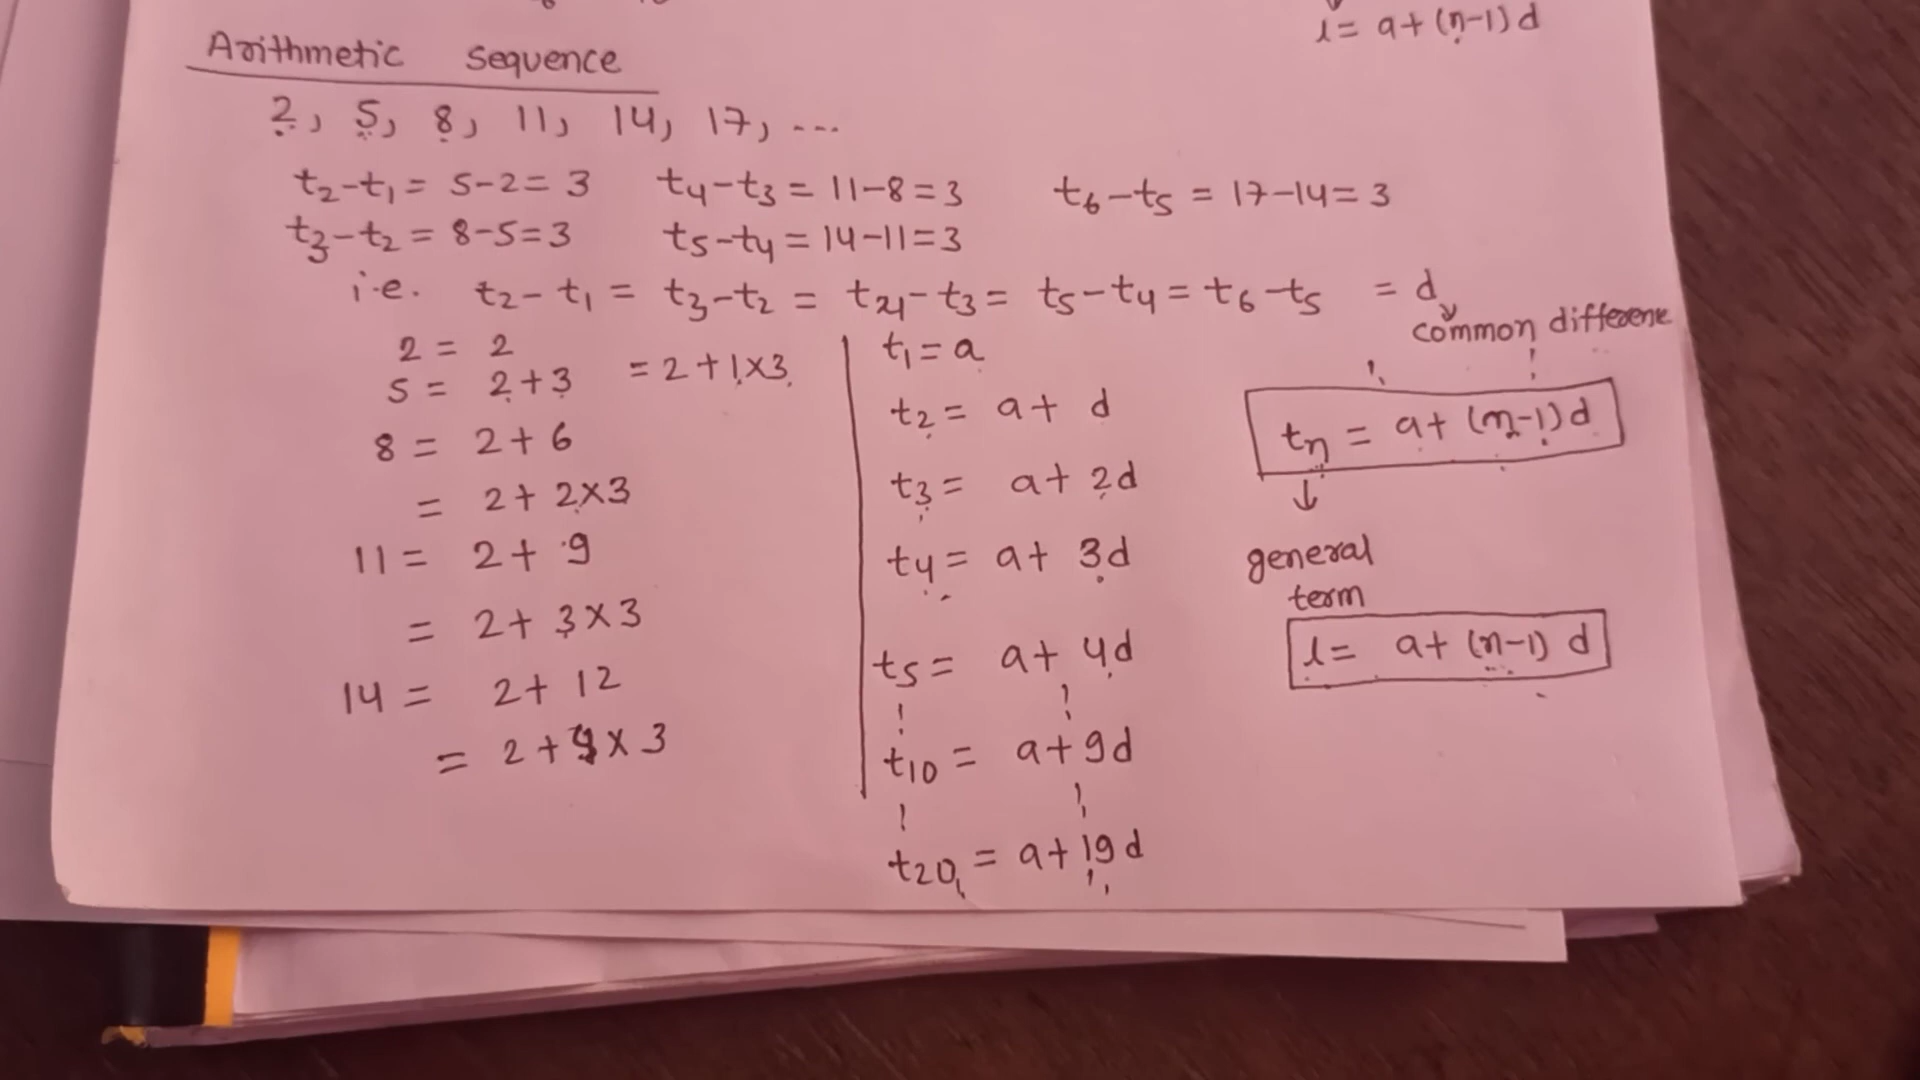 l = a+(n-1)d
Arithmetic sequence
2, 5, 8, 11, 14, 17, ...
t2-t1 = 5-2 = 3 t4-t3 = 11-8 = 3 t6-t5 = 17-14 = 3
t3-t2 = 8-5=3 t5-t4 = 14-11=3
i.e. t2-t1 = t3-t2 = t4-t3 = t5-t4 = t6-t5 = d
common difference
2 = 2
5 = 2+3 = 2+1×3
8 = 2+6
= 2+2×3
11 = 2+9
= 2+3×3
14 = 2+12
= 2+4×3
t1 = a
t2 = a+d
t3 = a+2d
t4 = a+3d
t5 = a+4d
t10 = a+9d
t20 = a+19d
tn = a+(n-1)d
↓
general
term
l = a+(n-1)d